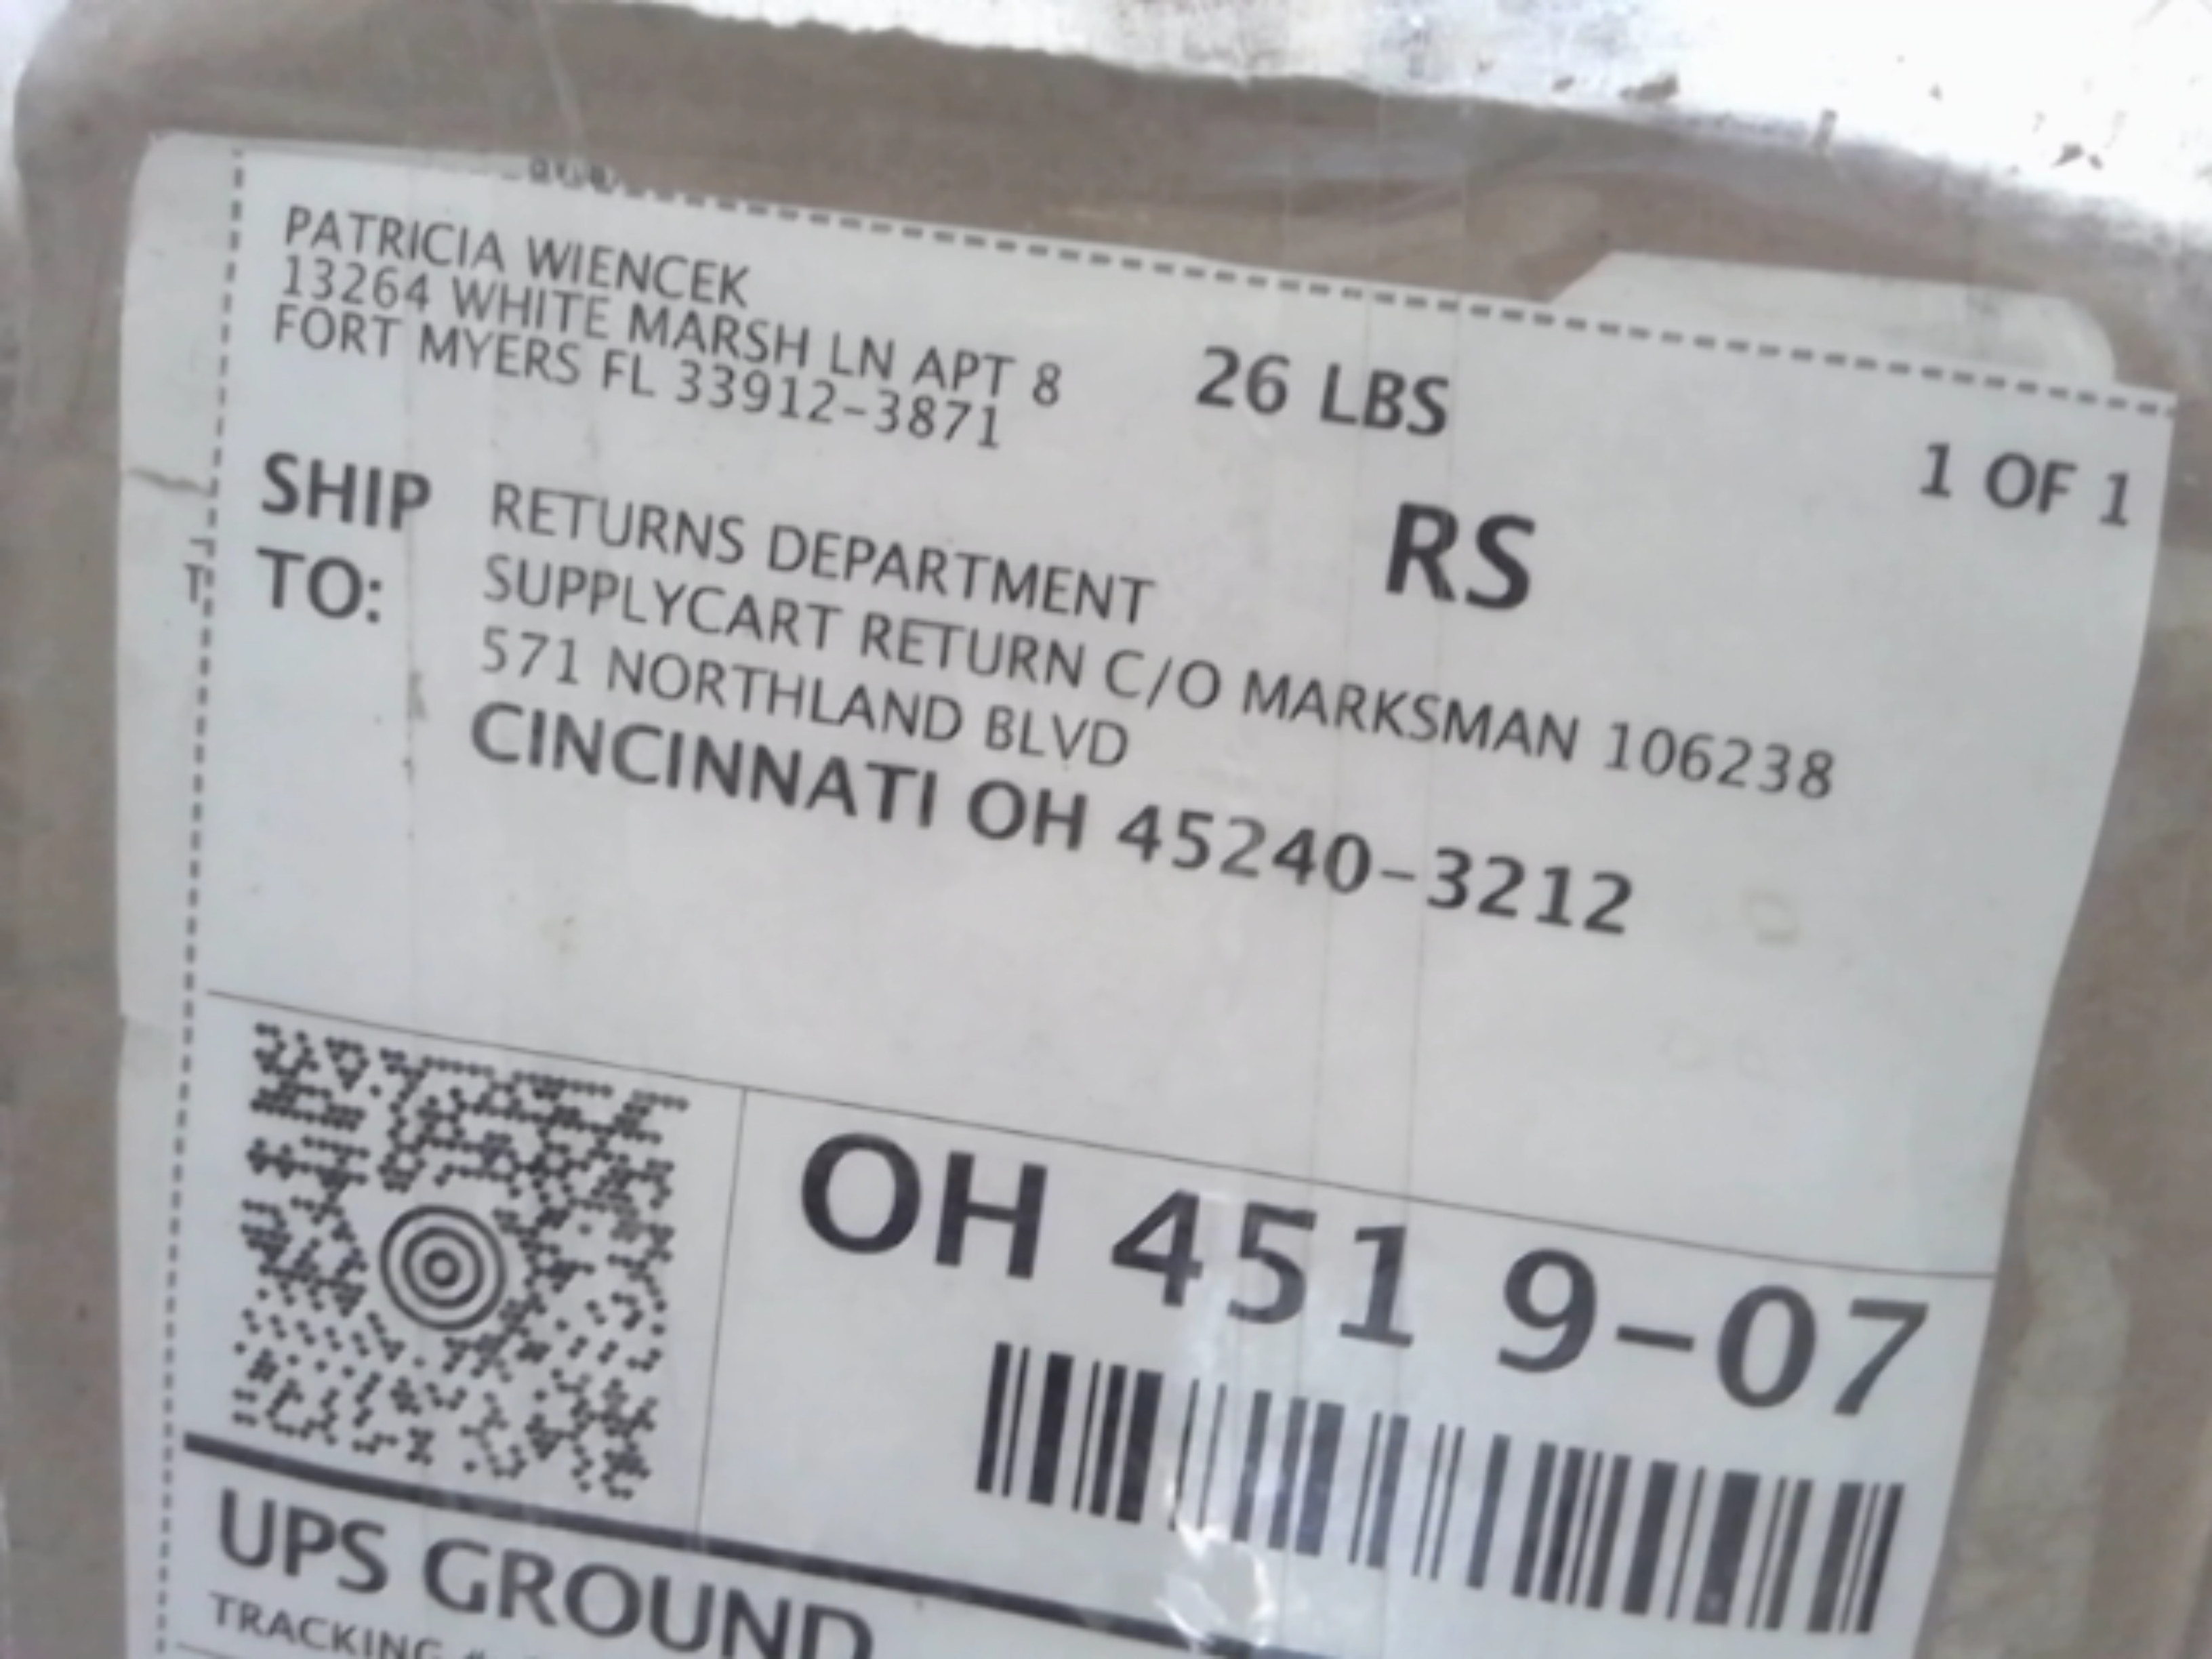 PATRICIA WIENCEK
13264 WHITE MARSH LN APT 8
FORT MYERS FL 33912-3871
26 LBS
1 OF 1
RS
SHIP
TO:
RETURNS DEPARTMENT
SUPPLYCART RETURN C/O MARKSMAN 106238
571 NORTHLAND BLVD
CINCINNATI OH 45240-3212
OH 451 9-07
UPS GROUND
TRACKING #